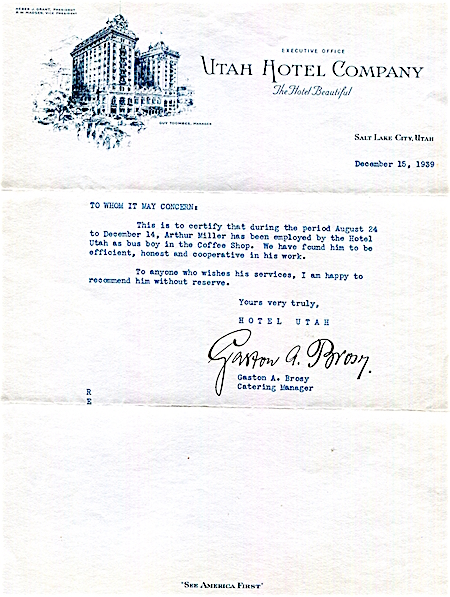 HEBER J. GRANT, PRESIDENT
VICE PRESIDENT
EXECUTIVE OFFICE
UTAH HOTEL COMPANY
The Hotel Beautiful
GUY TOOMBES, MANAGER
SALT LAKE CITY, UTAH
December 15, 1939
TO WHOM IT MAY CONCERN:
This is to certify that during the period August 24
to December 14, Arthur Miller has been employed by the Hotel
Utah as bus boy in the Coffee Shop. We have found him to be
efficient, honest and cooperative in his work.
To anyone who wishes his services, I am happy to
recommend him without reserve.
Yours very truly,
HOTEL UTAH
Gaston A. Brosy.
Gaston A. Brosy
Catering Manager
R
E
"SEE AMERICA FIRST"